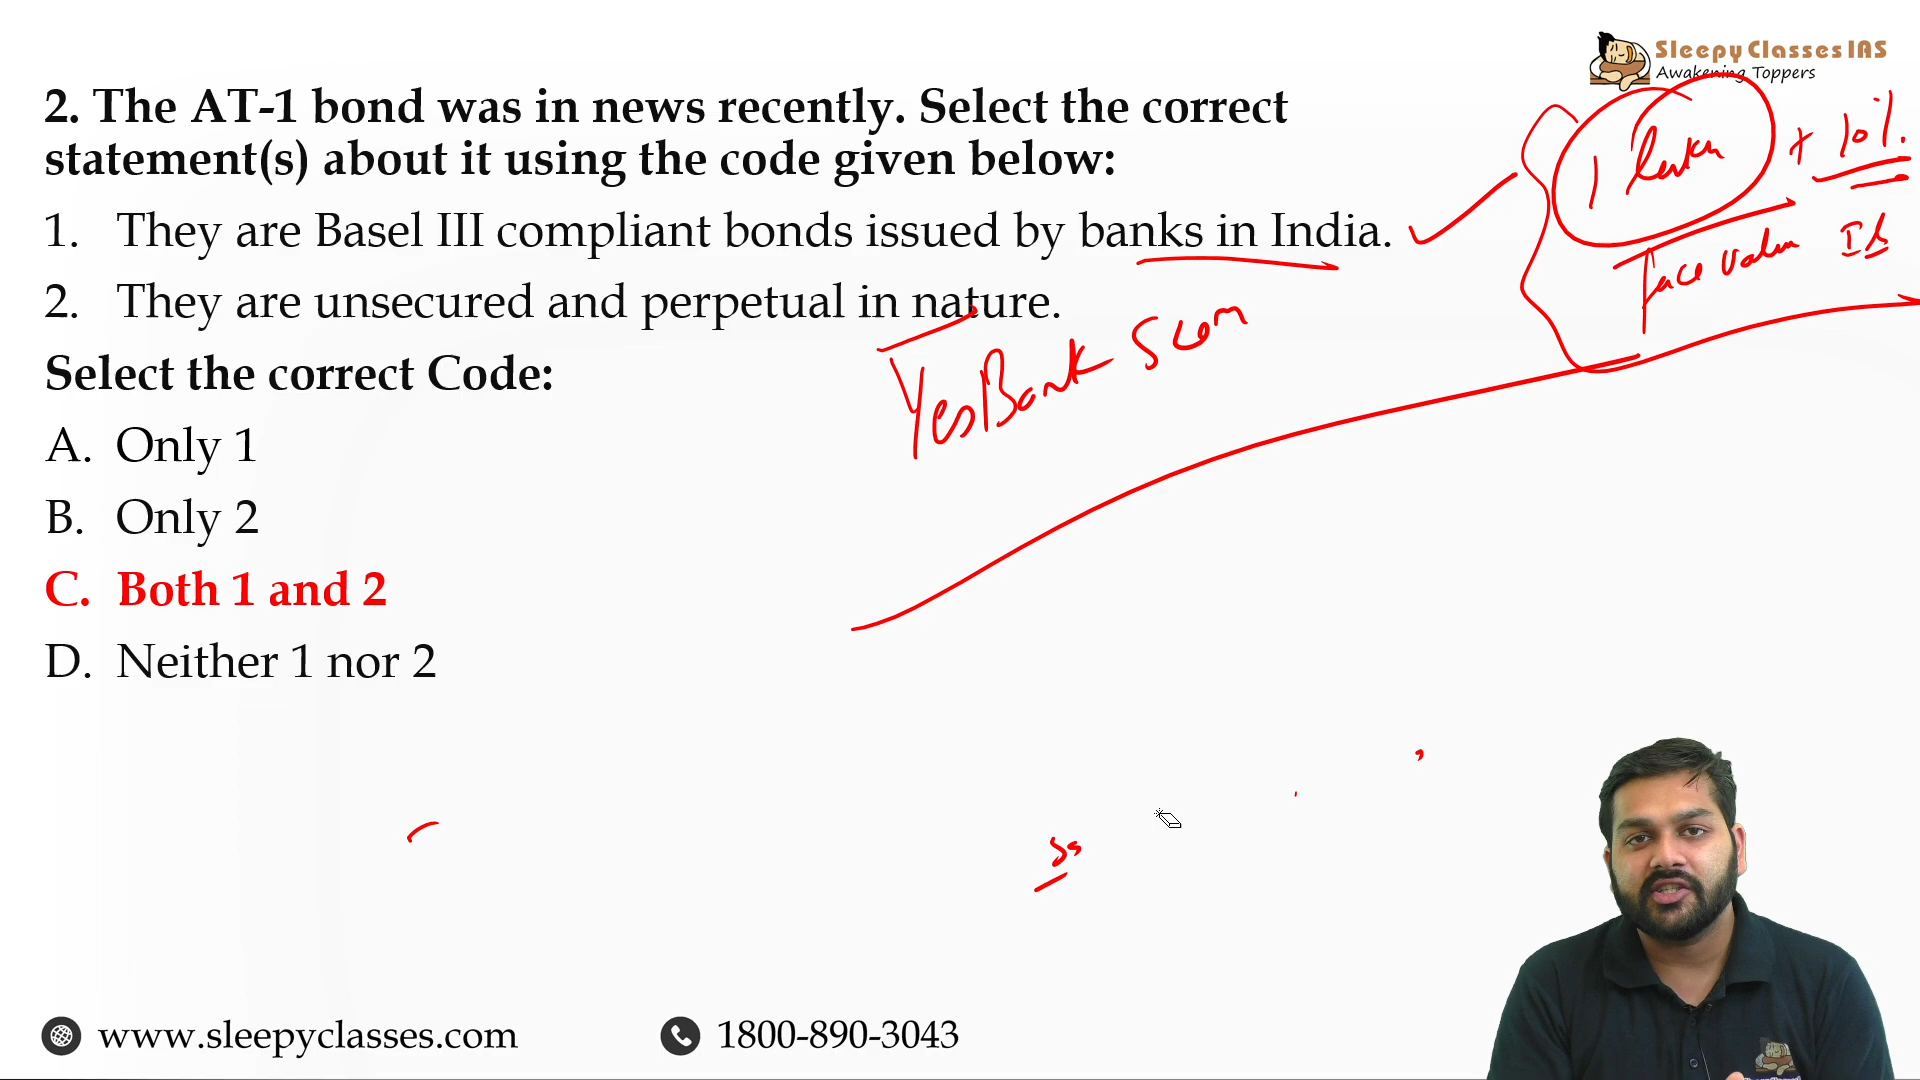 Sleepy Classes IAS
Awakening Toppers
2. The AT-1 bond was in news recently. Select the correct
statement(s) about it using the code given below:
1. They are Basel III compliant bonds issued by banks in India.
2. They are unsecured and perpetual in nature.
Select the correct Code:
A. Only 1
B. Only 2
C. Both 1 and 2
D. Neither 1 nor 2
1 + 10%
Face value
Yes Bank Scam
www.sleepyclasses.com
1800-890-3043